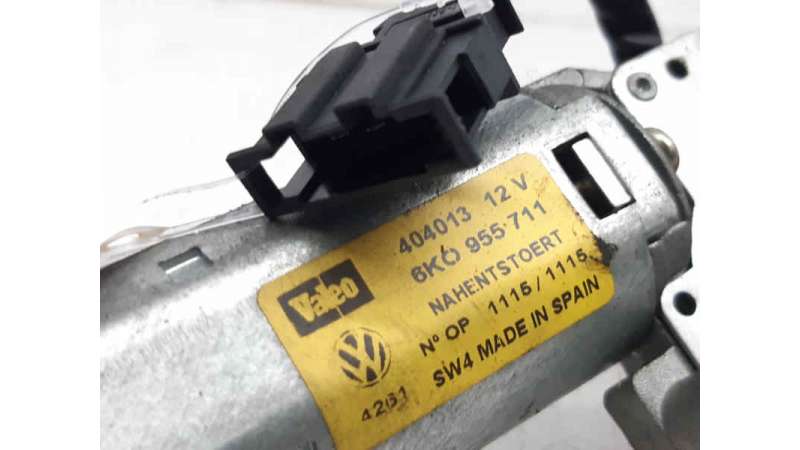 404013 12 V
6K0 955 711
NAHENTSTOERT
Nº OP 1115 / 1115
SW4 MADE IN SPAIN
Valeo
4261